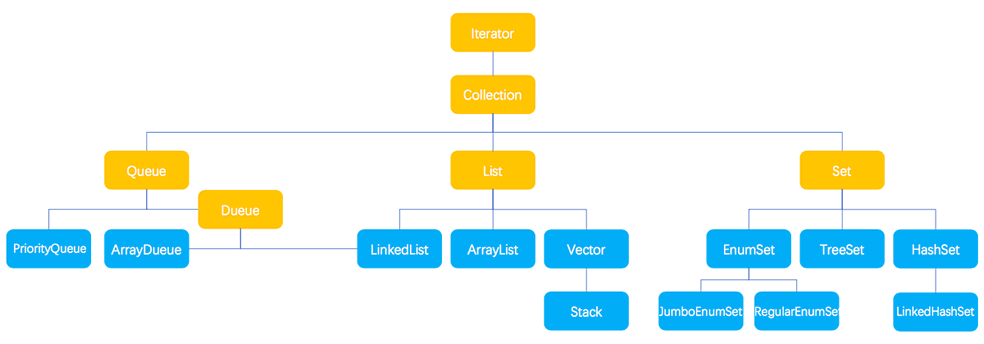 Iterator
Collection
Queue
List
Set
Dueue
PriorityQueue
ArrayDueue
LinkedList
ArrayList
Vector
EnumSet
TreeSet
HashSet
Stack
JumboEnumSet
RegularEnumSet
LinkedHashSet